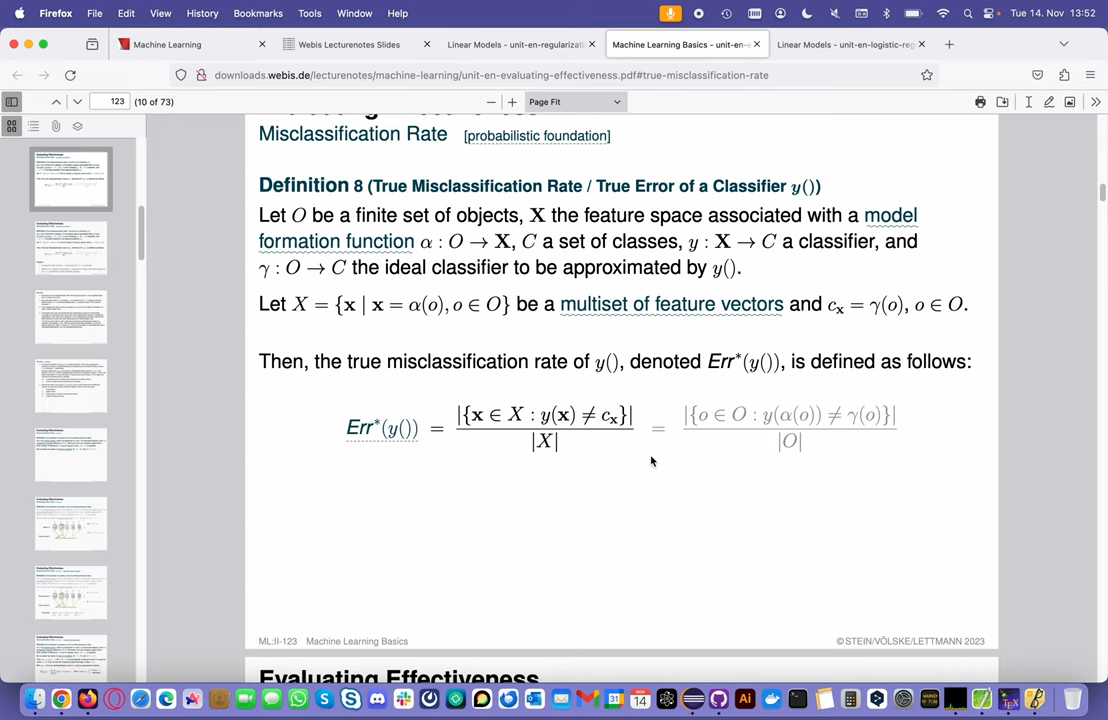 Firefox File Edit View History Bookmarks Tools Window Help Tue 14. Nov 13:52
Machine Learning Webis Lecturenotes Slides Linear Models - unit-en-regularizati Machine Learning Basics - unit-en- Linear Models - unit-en-logistic-reg
downloads.webis.de/lecturenotes/machine-learning/unit-en-evaluating-effectiveness.pdf#true-misclassification-rate
123 (10 of 73) Page Fit
Misclassification Rate [probabilistic foundation]
Definition 8 (True Misclassification Rate / True Error of a Classifier y())
Let O be a finite set of objects, X the feature space associated with a model
formation function α : O → X, C a set of classes, y : X → C a classifier, and
γ : O → C the ideal classifier to be approximated by y().
Let X = {x | x = α(o), o ∈ O} be a multiset of feature vectors and cₓ = γ(o), o ∈ O.
Then, the true misclassification rate of y(), denoted Err*(y()), is defined as follows:
Err*(y()) = |{x ∈ X : y(x) ≠ cₓ}| / |X| = |{o ∈ O : y(α(o)) ≠ γ(o)}| / |O|
ML:II-123 Machine Learning Basics ©STEIN/VÖLSKE/LETTMANN 2023
Evaluating Effectiveness